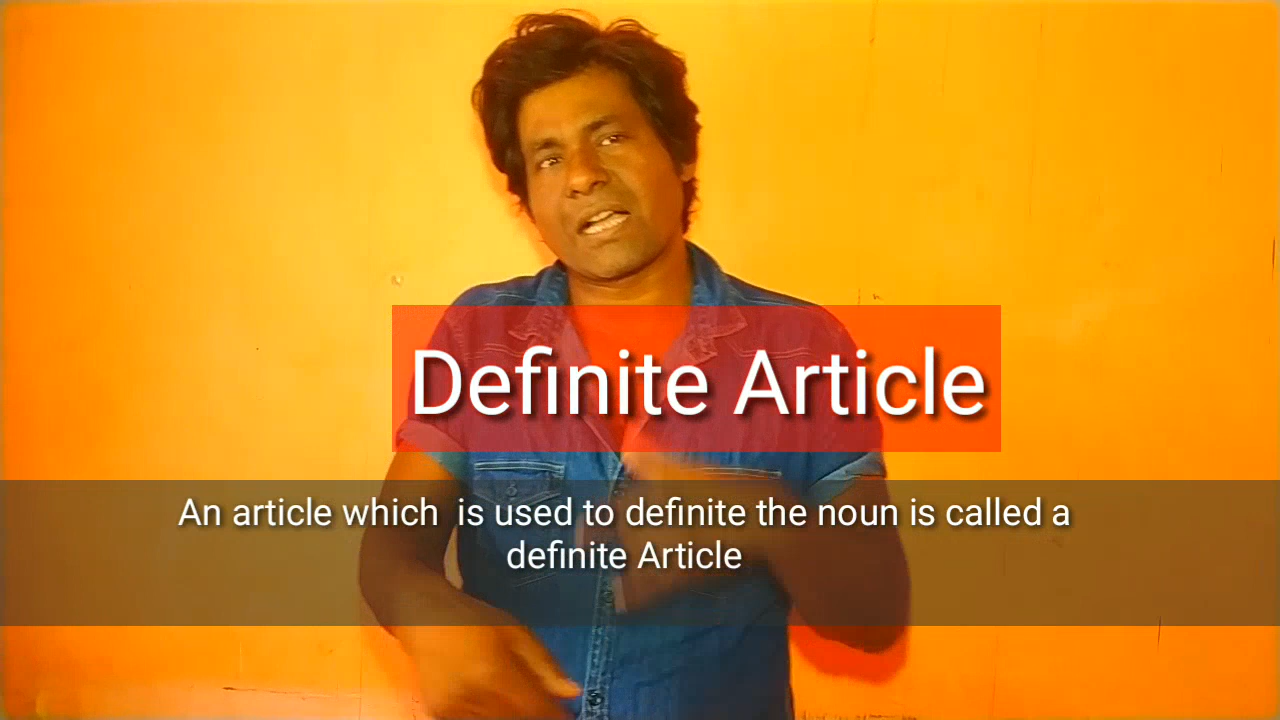 Definite Article
An article which  is used to definite the noun is called a
definite Article